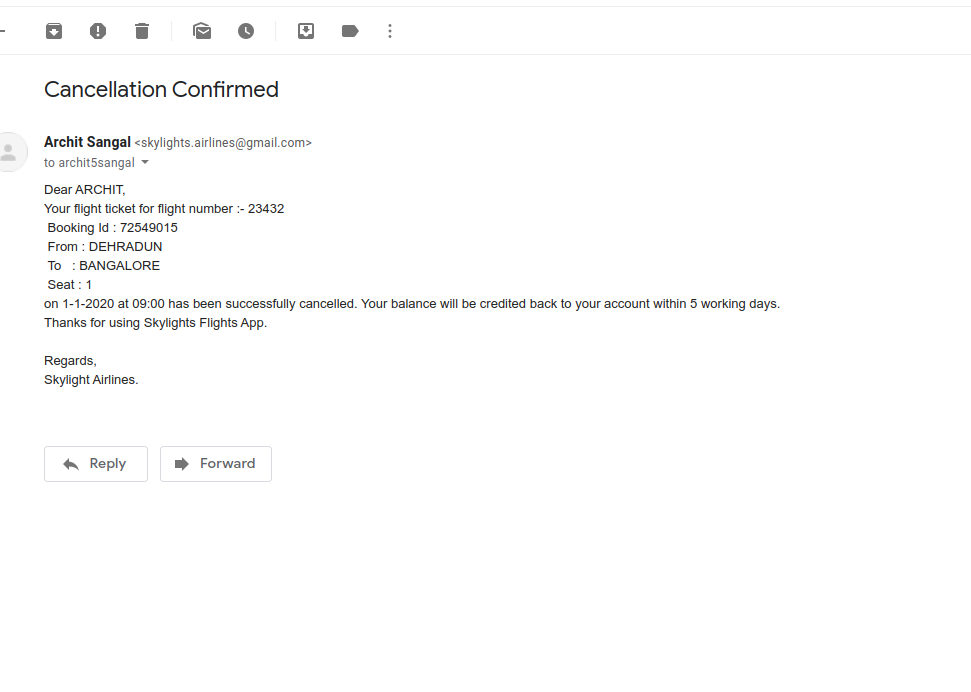 Cancellation Confirmed
Archit Sangal <skylights.airlines@gmail.com>
to archit5sangal
Dear ARCHIT,
Your flight ticket for flight number :- 23432
Booking Id : 72549015
From : DEHRADUN
To   : BANGALORE
Seat : 1
on 1-1-2020 at 09:00 has been successfully cancelled. Your balance will be credited back to your account within 5 working days.
Thanks for using Skylights Flights App.
Regards,
Skylight Airlines.
Reply
Forward